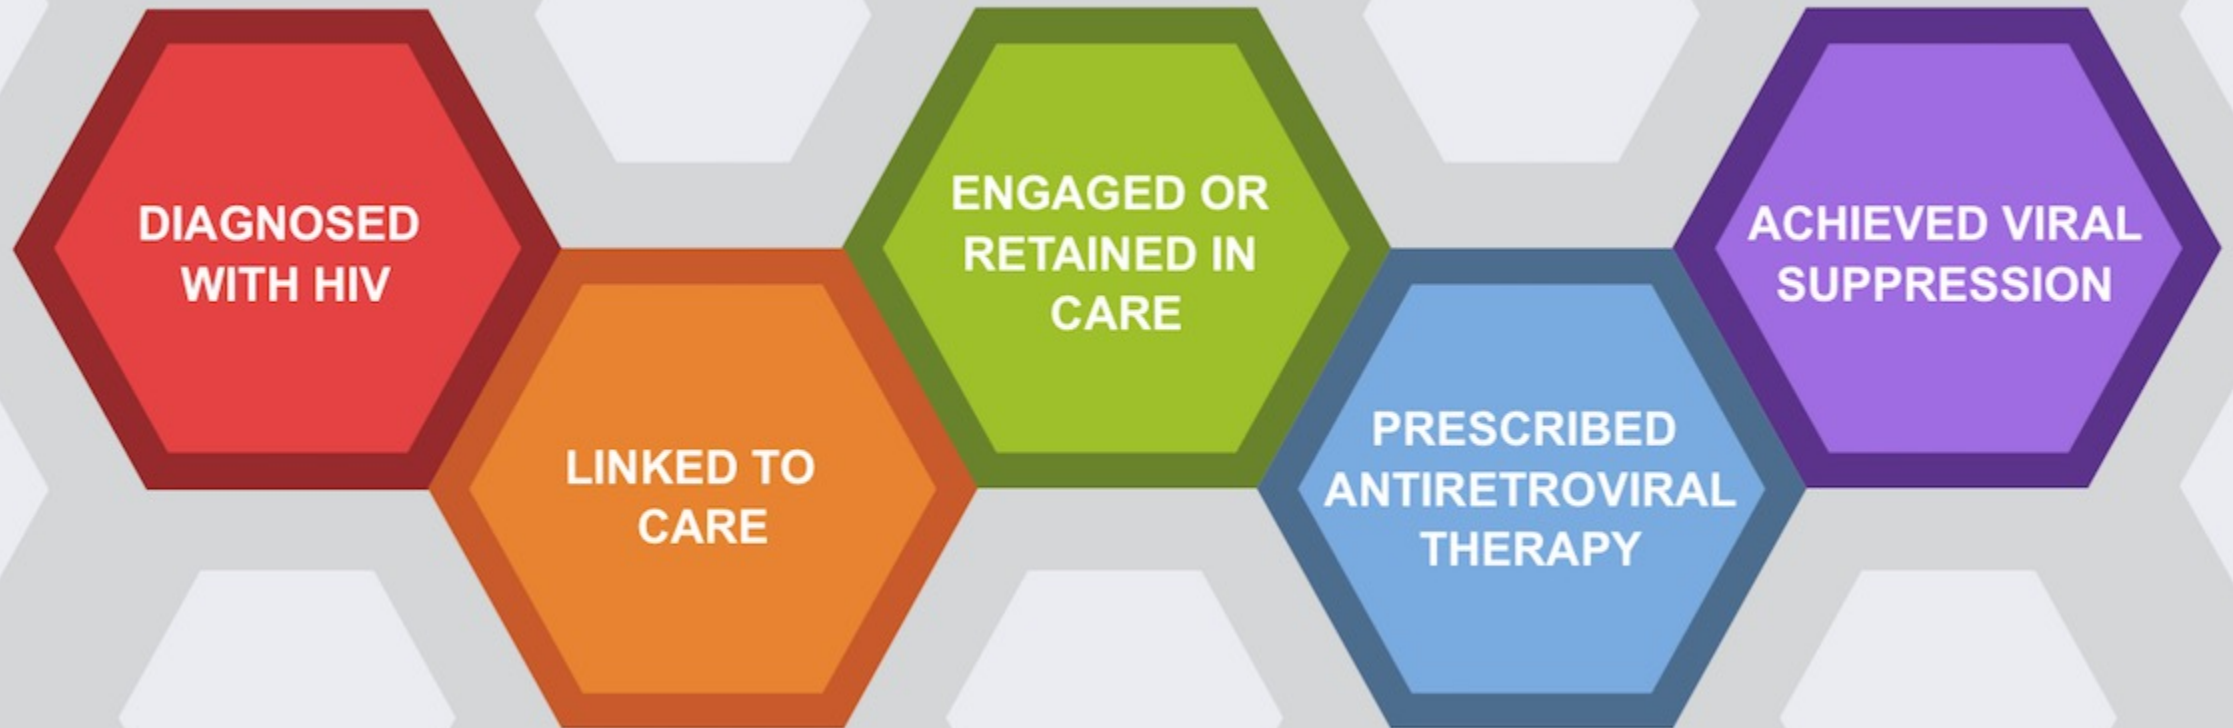 DIAGNOSED
WITH HIV
LINKED TO
CARE
ENGAGED OR
RETAINED IN
CARE
PRESCRIBED
ANTIRETROVIRAL
THERAPY
ACHIEVED VIRAL
SUPPRESSION